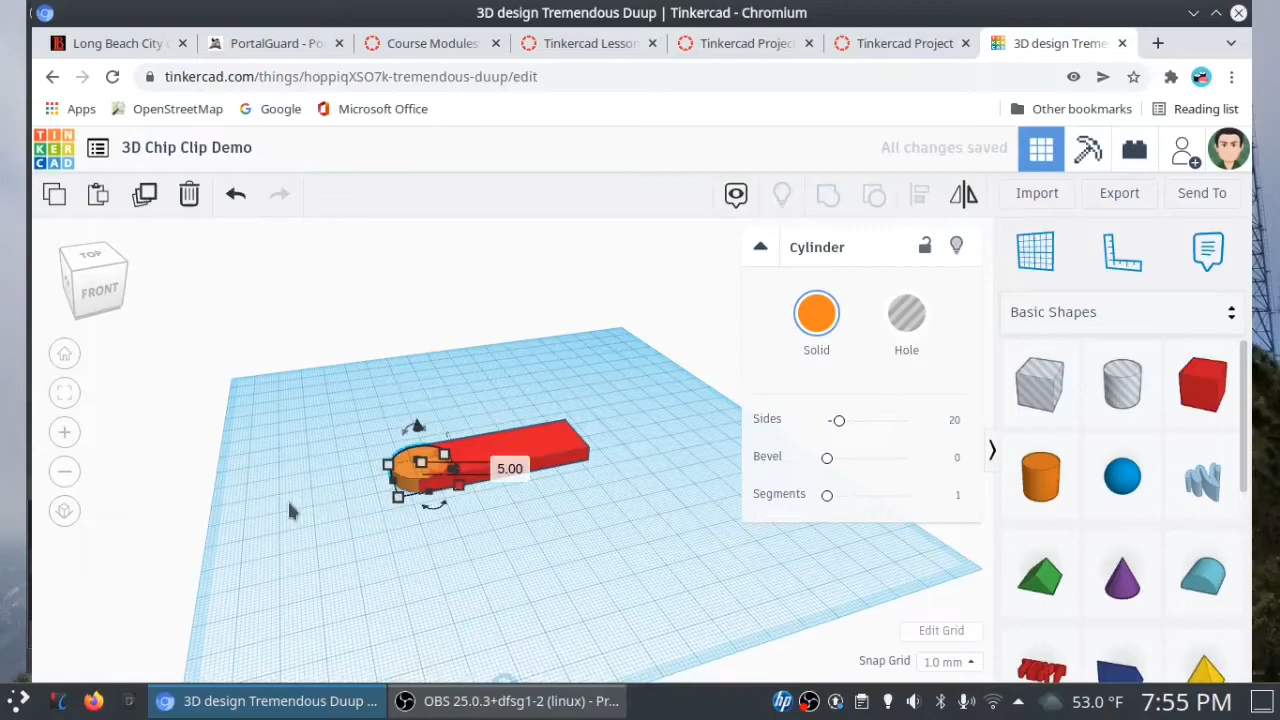 3D design Tremendous Duup | Tinkercad - Chromium
Long Beach City
PortalGua
Course Modules
Tinkercad Lesson
Tinkercad Projec
Tinkercad Project
3D design Treme
tinkercad.com/things/hoppiqXSO7k-tremendous-duup/edit
Apps
OpenStreetMap
Google
Microsoft Office
Other bookmarks
Reading list
TIN
KER
CAD
3D Chip Clip Demo
All changes saved
Import
Export
Send To
TOP
FRONT
Cylinder
Solid
Hole
Sides
20
Bevel
0
Segments
1
Basic Shapes
5.00
Edit Grid
Snap Grid
1.0 mm
3D design Tremendous Duup ...
OBS 25.0.3+dfsg1-2 (linux) - Pr...
53.0 °F
7:55 PM